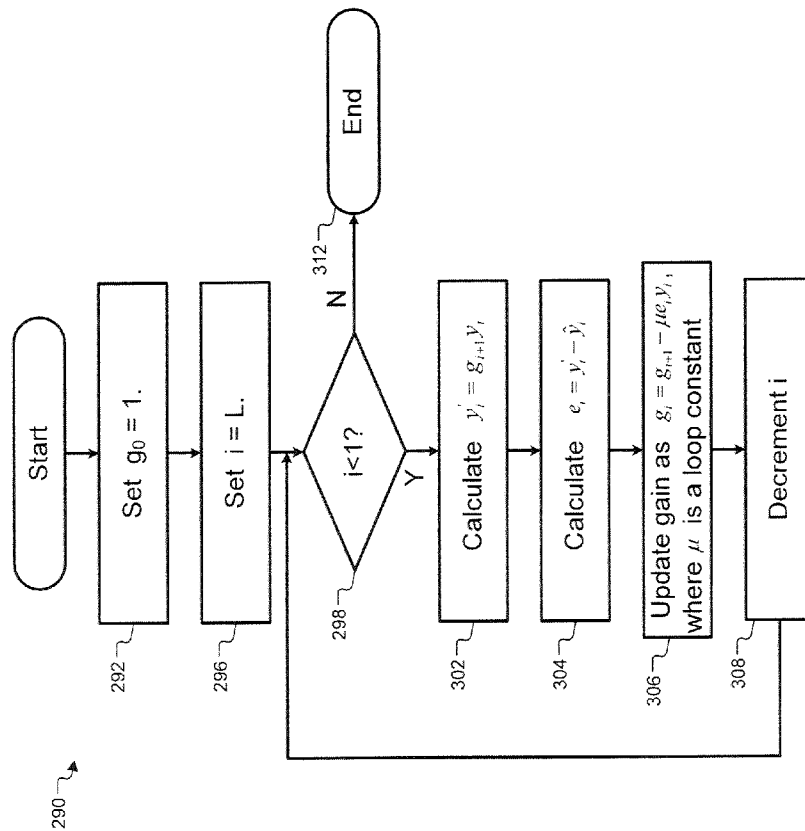 290
Start
292
Set g₀ = 1.
296
Set i = L.
298
i<1?
N
312
End
Y
302
Calculate y'ᵢ = gᵢ₊₁yᵢ
304
Calculate eᵢ = y'ᵢ - ŷᵢ
306
Update gain as gᵢ = gᵢ₊₁ - μeᵢyᵢ,
where μ is a loop constant
308
Decrement i